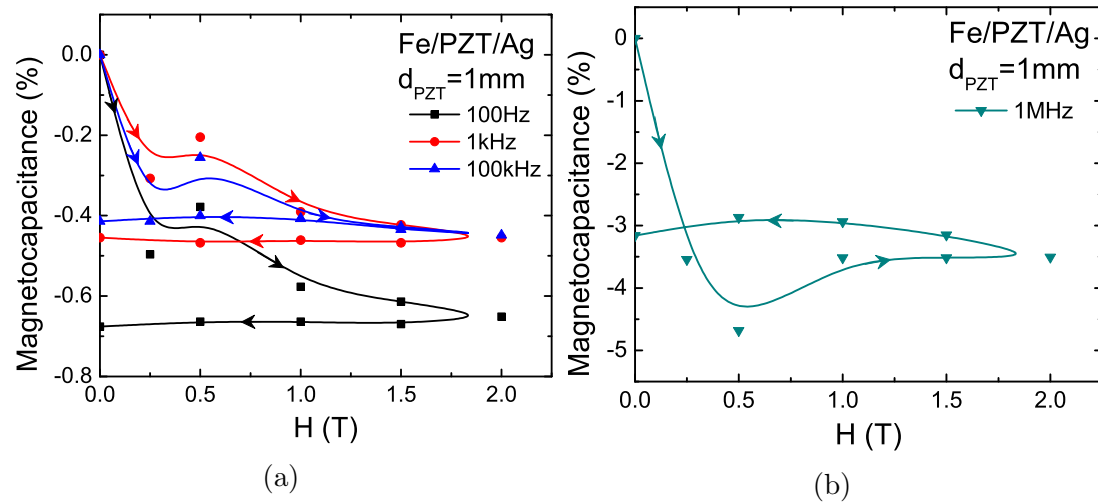 (a)
Fe/PZT/Ag
d_PZT=1mm
100Hz
1kHz
100kHz
Magnetocapacitance (%)
0.0
-0.2
-0.4
-0.6
-0.8
0.0 0.5 1.0 1.5 2.0
H (T)
(a)
(b)
Fe/PZT/Ag
d_PZT=1mm
1MHz
Magnetocapacitance (%)
0
-1
-2
-3
-4
-5
0.0 0.5 1.0 1.5 2.0
H (T)
(b)